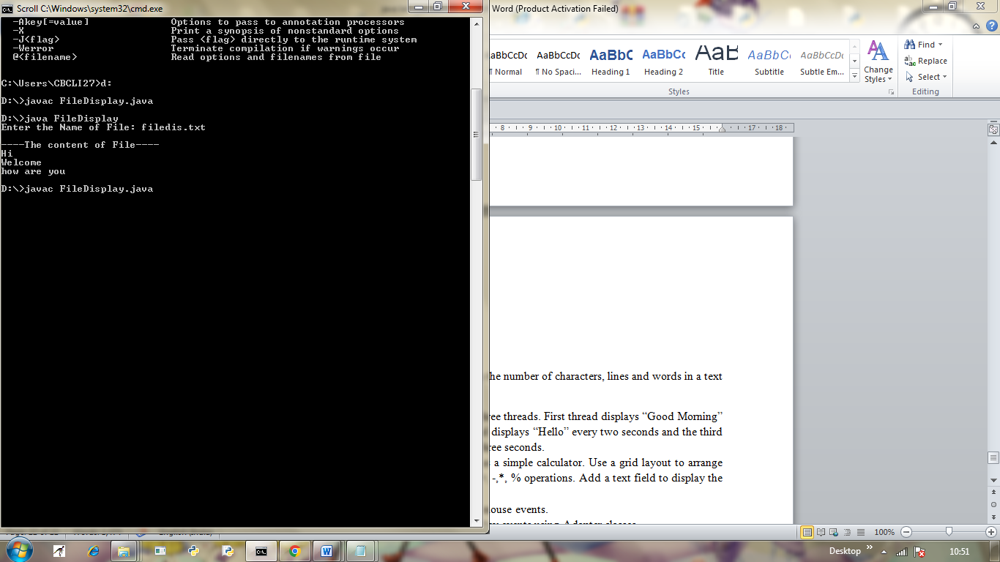 Scroll C:\Windows\system32\cmd.exe
-Akey[=value] Options to pass to annotation processors
-X Print a synopsis of nonstandard options
-J<flag> Pass <flag> directly to the runtime system
-Werror Terminate compilation if warnings occur
@<filename> Read options and filenames from file
C:\Users\CBCLI27>d:
D:\>javac FileDisplay.java
D:\>java FileDisplay
Enter the Name of File: filedis.txt
----The content of File----
Hi
Welcome
how are you
D:\>javac FileDisplay.java
Word (Product Activation Failed)
aBbCcDc AaBbCcDc AaBbC AaBbCc AaB AaBbCc AaBbCcDc
¶ Normal ¶ No Spaci... Heading 1 Heading 2 Title Subtitle Subtle Em...
Change Styles
Find
Replace
Select
Styles Editing
8 9 10 11 12 13 14 15 17 18
he number of characters, lines and words in a text
ree threads. First thread displays “Good Morning”
displays “Hello” every two seconds and the third
ree seconds.
a simple calculator. Use a grid layout to arrange
-,*, % operations. Add a text field to display the
ouse events.
events using Adapter classes
100%
Desktop
10:51